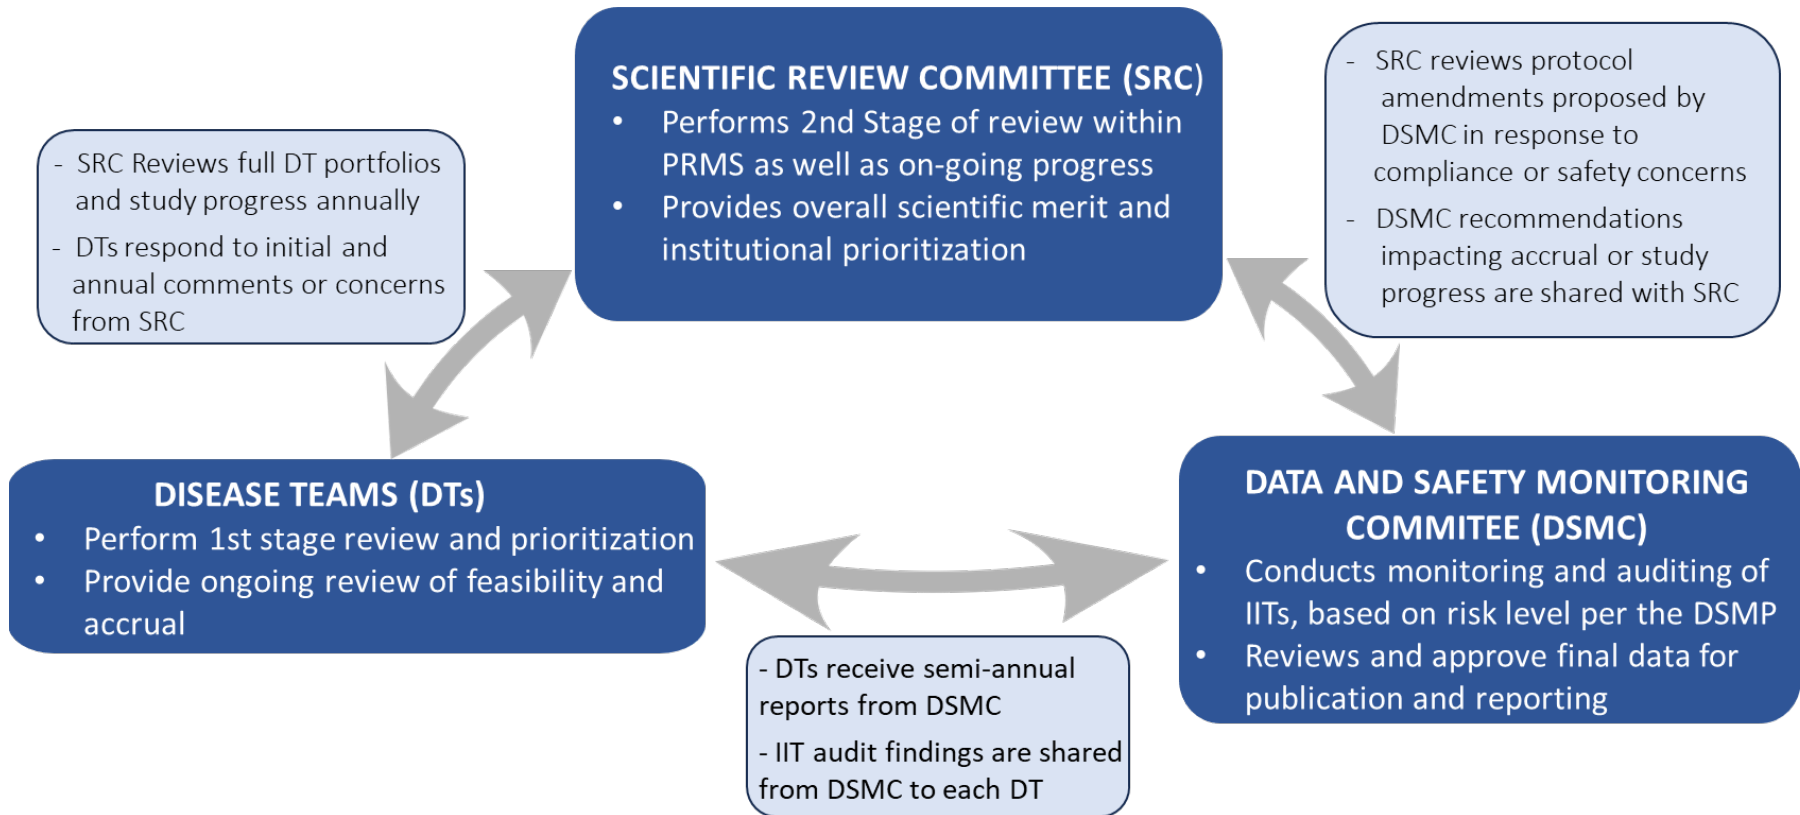 SCIENTIFIC REVIEW COMMITTEE (SRC)
• Performs 2nd Stage of review within
PRMS as well as on-going progress
• Provides overall scientific merit and
institutional prioritization
- SRC Reviews full DT portfolios
and study progress annually
- DTs respond to initial and
annual comments or concerns
from SRC
- SRC reviews protocol
amendments proposed by
DSMC in response to
compliance or safety concerns
- DSMC recommendations
impacting accrual or study
progress are shared with SRC
DISEASE TEAMS (DTs)
• Perform 1st stage review and prioritization
• Provide ongoing review of feasibility and
accrual
DATA AND SAFETY MONITORING
COMMITEE (DSMC)
• Conducts monitoring and auditing of
IITs, based on risk level per the DSMP
• Reviews and approve final data for
publication and reporting
- DTs receive semi-annual
reports from DSMC
- IIT audit findings are shared
from DSMC to each DT